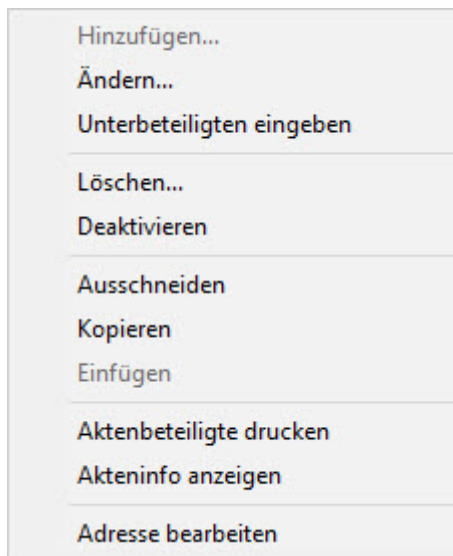 Hinzufügen...
Ändern...
Unterbeteiligten eingeben
Löschen...
Deaktivieren
Ausschneiden
Kopieren
Einfügen
Aktenbeteiligte drucken
Akteninfo anzeigen
Adresse bearbeiten